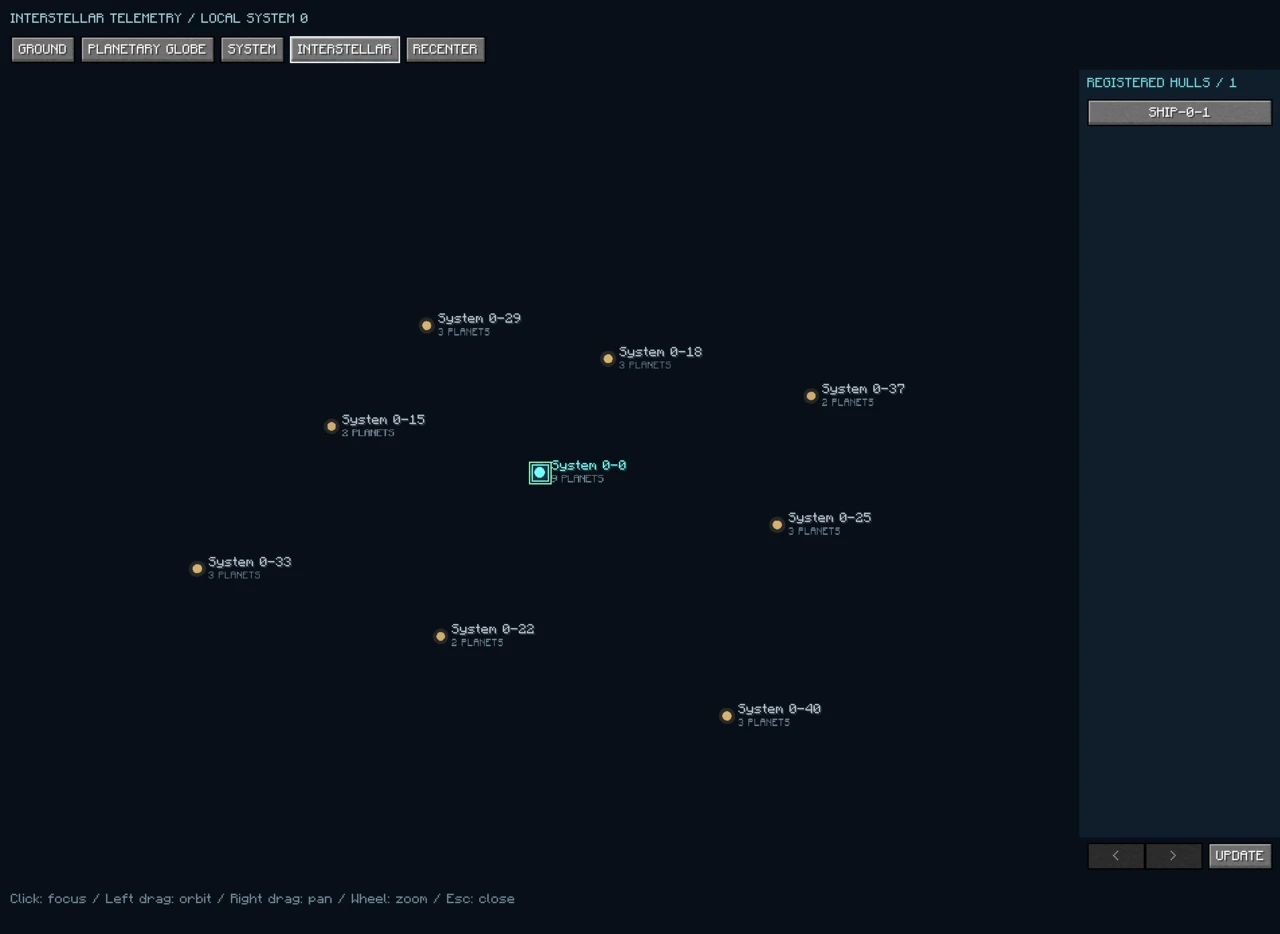 INTERSTELLAR TELEMETRY / LOCAL SYSTEM 0
GROUND
PLANETARY GLOBE
SYSTEM
INTERSTELLAR
RECENTER
REGISTERED HULLS / 1
SHIP-0-1
System 0-29
3 PLANETS
System 0-18
3 PLANETS
System 0-37
2 PLANETS
System 0-15
2 PLANETS
System 0-0
9 PLANETS
System 0-25
3 PLANETS
System 0-33
3 PLANETS
System 0-22
2 PLANETS
System 0-40
3 PLANETS
<
>
UPDATE
Click: focus / Left drag: orbit / Right drag: pan / Wheel: zoom / Esc: close